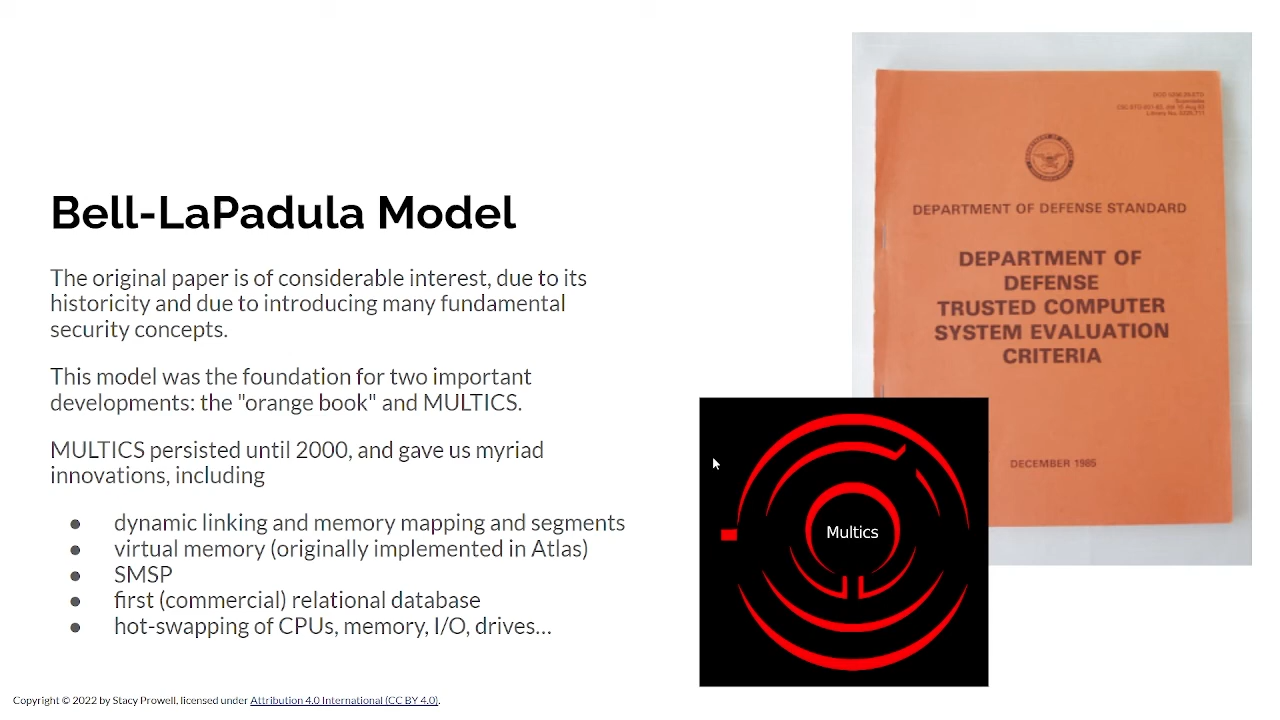 Bell-LaPadula Model
The original paper is of considerable interest, due to its
historicity and due to introducing many fundamental
security concepts.
This model was the foundation for two important
developments: the "orange book" and MULTICS.
MULTICS persisted until 2000, and gave us myriad
innovations, including
● dynamic linking and memory mapping and segments
● virtual memory (originally implemented in Atlas)
● SMSP
● first (commercial) relational database
● hot-swapping of CPUs, memory, I/O, drives...
Library No.
DEPARTMENT OF DEFENSE STANDARD
DEPARTMENT OF
DEFENSE
TRUSTED COMPUTER
SYSTEM EVALUATION
CRITERIA
DECEMBER 1985
Multics
Copyright © 2022 by Stacy Prowell, licensed under Attribution 4.0 International (CC BY 4.0).